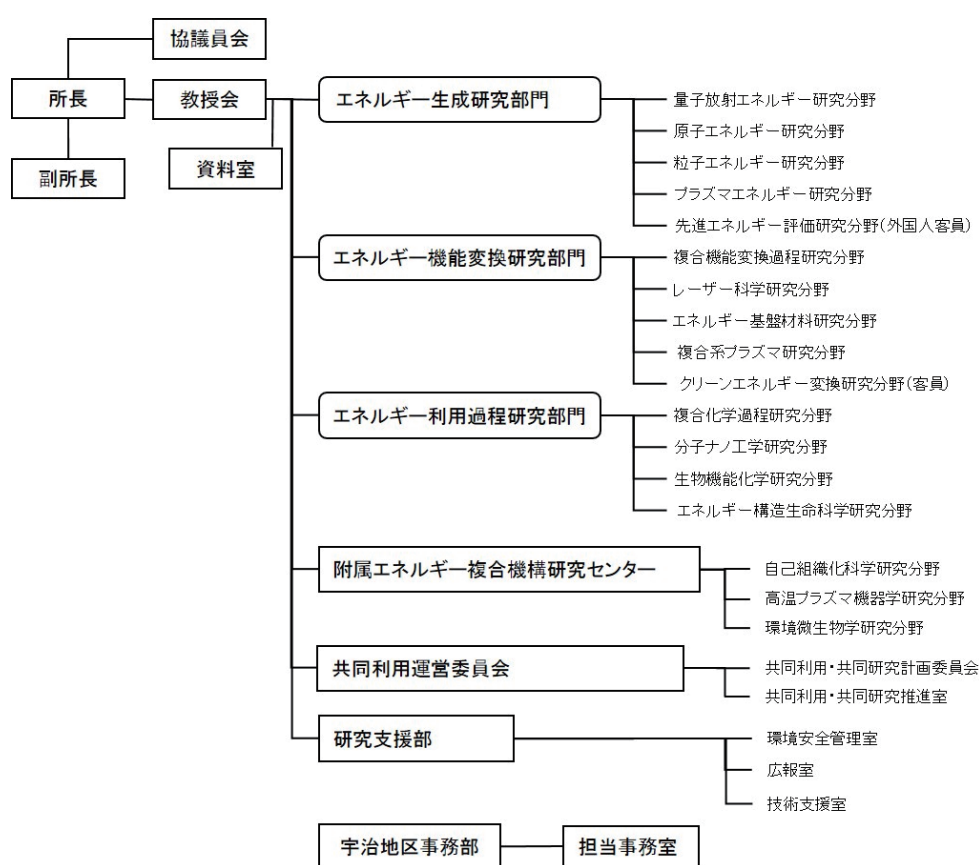 協議員会
所長
教授会
副所長
資料室
エネルギー生成研究部門
量子放射エネルギー研究分野
原子エネルギー研究分野
粒子エネルギー研究分野
プラズマエネルギー研究分野
先進エネルギー評価研究分野(外国人客員)
エネルギー機能変換研究部門
複合機能変換過程研究分野
レーザー科学研究分野
エネルギー基盤材料研究分野
複合系プラズマ研究分野
クリーンエネルギー変換研究分野(客員)
エネルギー利用過程研究部門
複合化学過程研究分野
分子ナノ工学研究分野
生物機能化学研究分野
エネルギー構造生命科学研究分野
附属エネルギー複合機構研究センター
自己組織化科学研究分野
高温プラズマ機器学研究分野
環境微生物学研究分野
共同利用運営委員会
共同利用・共同研究計画委員会
共同利用・共同研究推進室
研究支援部
環境安全管理室
広報室
技術支援室
宇治地区事務部
担当事務室